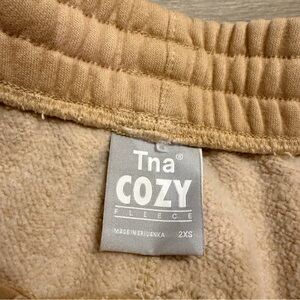 Tna®
COZY
FLEECE
MADE IN SRI LANKA 2XS